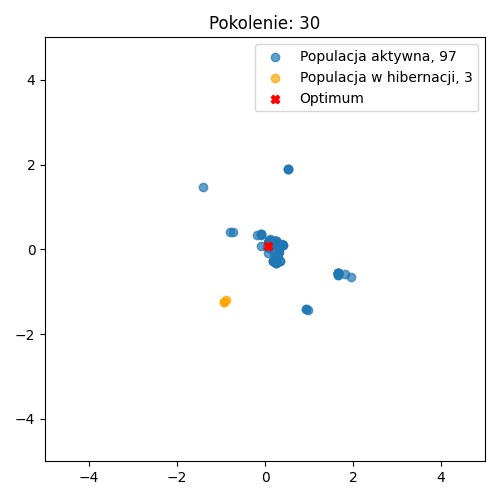 Pokolenie: 30
Populacja aktywna, 97
Populacja w hibernacji, 3
Optimum
4
2
0
−2
−4
−4
−2
0
2
4